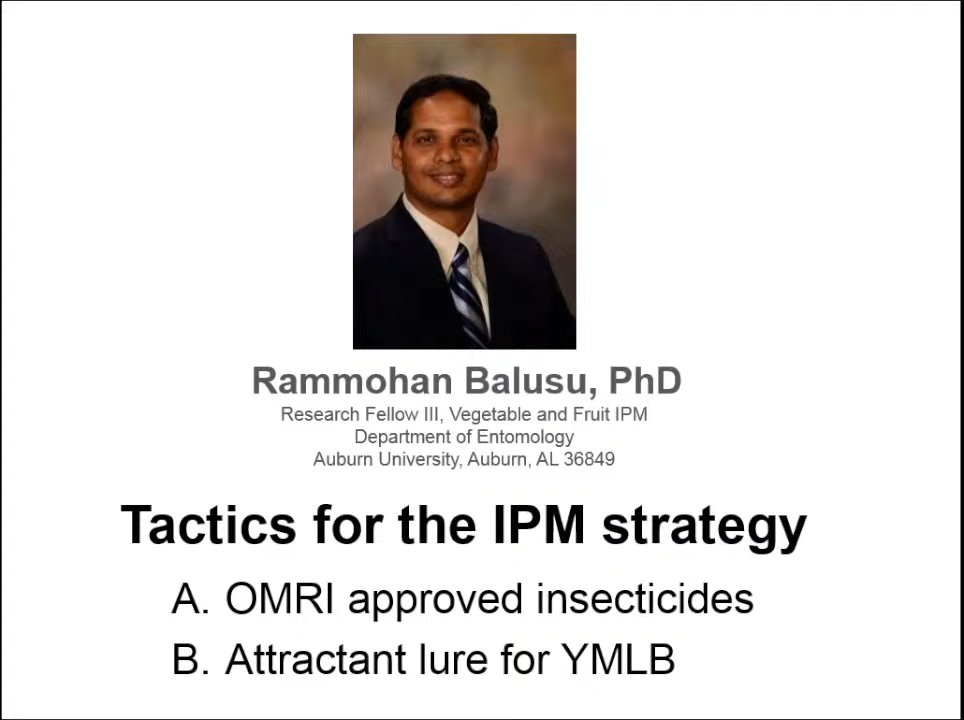 Rammohan Balusu, PhD
Research Fellow III, Vegetable and Fruit IPM
Department of Entomology
Auburn University, Auburn, AL 36849
Tactics for the IPM strategy
A. OMRI approved insecticides
B. Attractant lure for YMLB